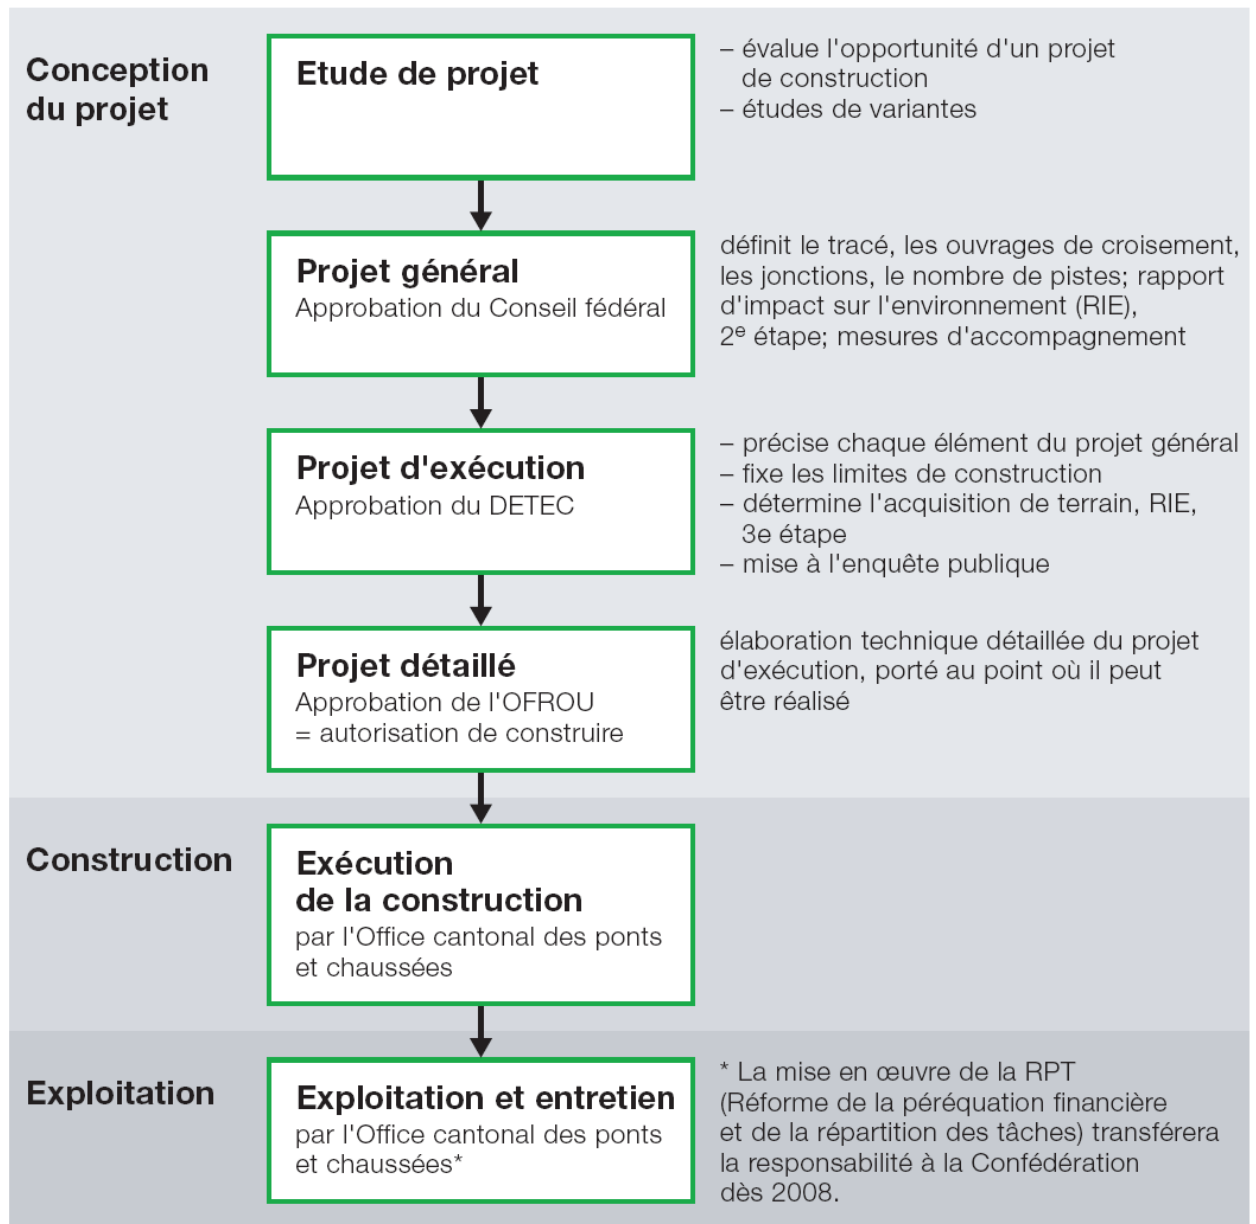 Conception
du projet
Etude de projet
– évalue l'opportunité d'un projet
de construction
– études de variantes
Projet général
Approbation du Conseil fédéral
définit le tracé, les ouvrages de croisement,
les jonctions, le nombre de pistes; rapport
d'impact sur l'environnement (RIE),
2e étape; mesures d'accompagnement
Projet d'exécution
Approbation du DETEC
– précise chaque élément du projet général
– fixe les limites de construction
– détermine l'acquisition de terrain, RIE,
3e étape
– mise à l'enquête publique
Projet détaillé
Approbation de l'OFROU
= autorisation de construire
élaboration technique détaillée du projet
d'exécution, porté au point où il peut
être réalisé
Construction
Exécution
de la construction
par l'Office cantonal des ponts
et chaussées
Exploitation
Exploitation et entretien
par l'Office cantonal des ponts
et chaussées*
* La mise en œuvre de la RPT
(Réforme de la péréquation financière
et de la répartition des tâches) transférera
la responsabilité à la Confédération
dès 2008.